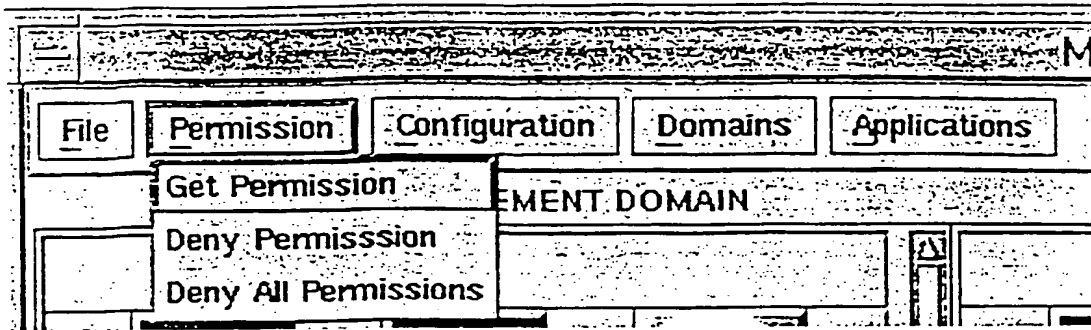 M
File Permission Configuration Domains Applications
Get Permission
EMENT DOMAIN
Deny Permisssion
Deny All Permissions